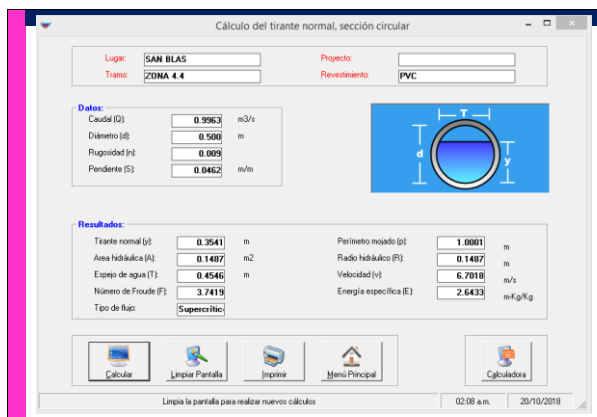 Cálculo del tirante normal, sección circular
Lugar: SAN BLAS Proyecto:
Tramo: ZONA 4.4 Revestimiento: PVC
Datos:
Caudal (Q): 0.9963 m3/s
Diámetro (d): 0.500 m
Rugosidad (n): 0.009
Pendiente (S): 0.0462 m/m
T
d
y
Resultados:
Tirante normal (y): 0.3541 m Perímetro mojado (p): 1.0001 m
Area hidráulica (A): 0.1487 m2 Radio hidráulico (R): 0.1487 m
Espejo de agua (T): 0.4546 m Velocidad (v): 6.7018 m/s
Número de Froude (F): 3.7419 Energía específica (E): 2.6433 m-Kg/Kg
Tipo de flujo: Supercrític
Calcular Limpiar Pantalla Imprimir Menú Principal Calculadora
Limpia la pantalla para realizar nuevos cálculos 02:08 a.m. 20/10/2018